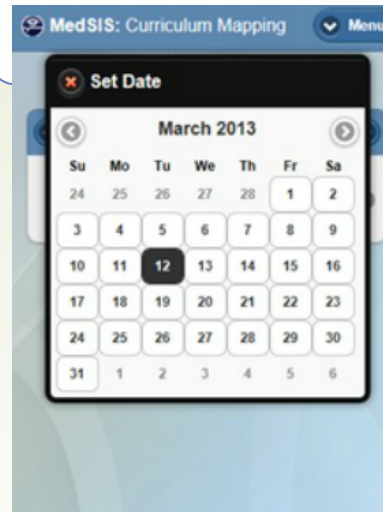 MedSIS: Curriculum Mapping Menu
Set Date
March 2013
Su Mo Tu We Th Fr Sa
24 25 26 27 28 1 2
3 4 5 6 7 8 9
10 11 12 13 14 15 16
17 18 19 20 21 22 23
24 25 26 27 28 29 30
31 1 2 3 4 5 6